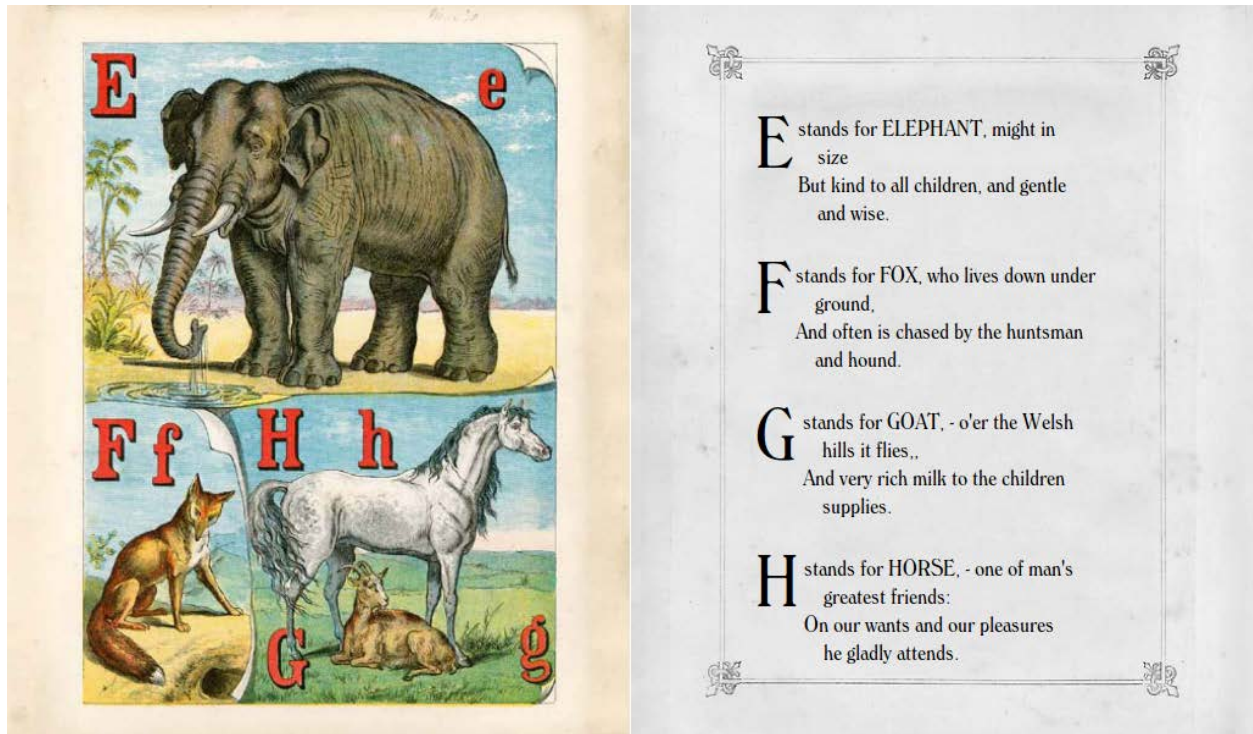 E e
F f
H h
G g
E stands for ELEPHANT, might in
size
But kind to all children, and gentle
and wise.
F stands for FOX, who lives down under
ground,
And often is chased by the huntsman
and hound.
G stands for GOAT, - o'er the Welsh
hills it flies,,
And very rich milk to the children
supplies.
H stands for HORSE, - one of man's
greatest friends:
On our wants and our pleasures
he gladly attends.